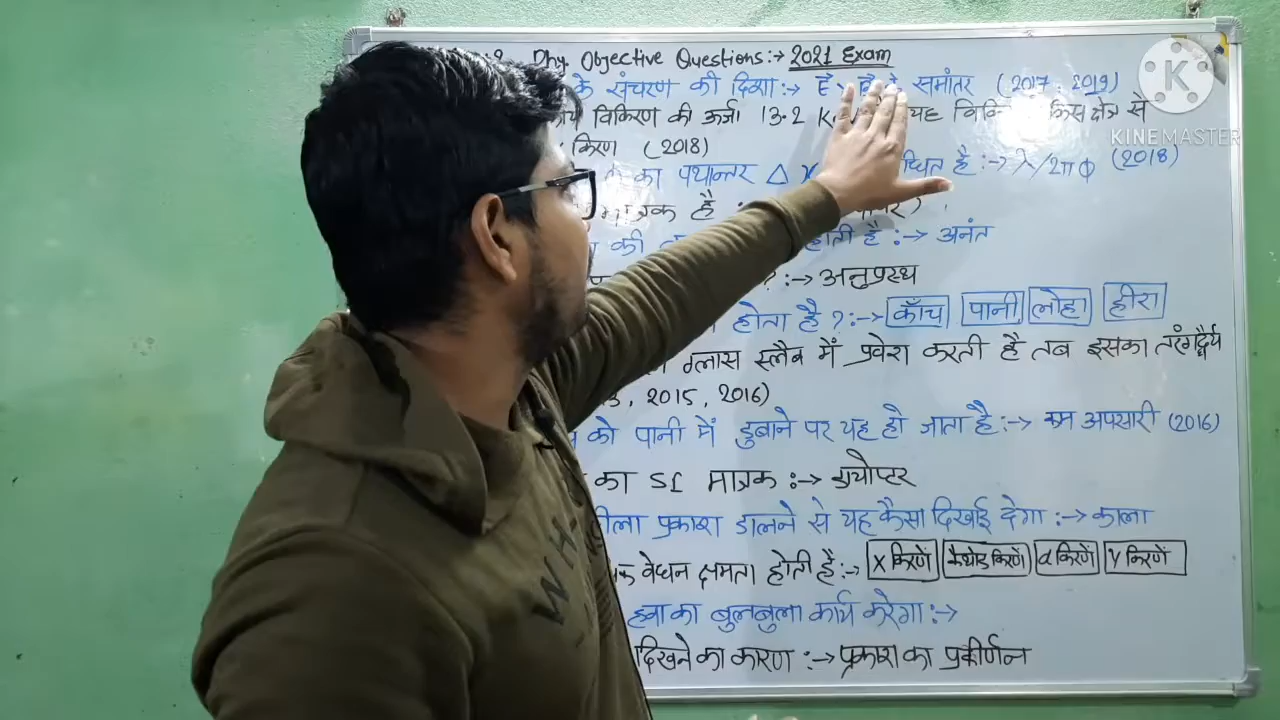 Phy Objective Questions:→ 2021 Exam
के संचरण की दिशा:→ समांतर (2017, 2019)
विकिरण की ऊर्जा 13.2 यह किस क्षेत्र से
किरण (2018)
का पथान्तर Δ है:→ λ/2π Φ (2018)
मात्रक है :
की होती है:→ अनंत
?:→ अनुप्रस्थ
होता है?:→ काँच पानी लोहा हीरा
ग्लास स्लैब में प्रवेश करती है तब इसका तरंगदैर्य
, 2015, 2016)
को पानी में डुबाने पर यह हो जाता है:→ कम अपसारी (2016)
का SI मात्रक:→ डायोप्टर
प्रकाश डालने से यह कैसा दिखाई देगा:→ काला
वेधन क्षमता होती है:→ X किरणें कैथोड किरणें α किरणें γ किरणें
हवा का बुलबुला कार्य करेगा:→
दिखने का कारण:→ प्रकाश का प्रकीर्णन
KINEMASTER
WH